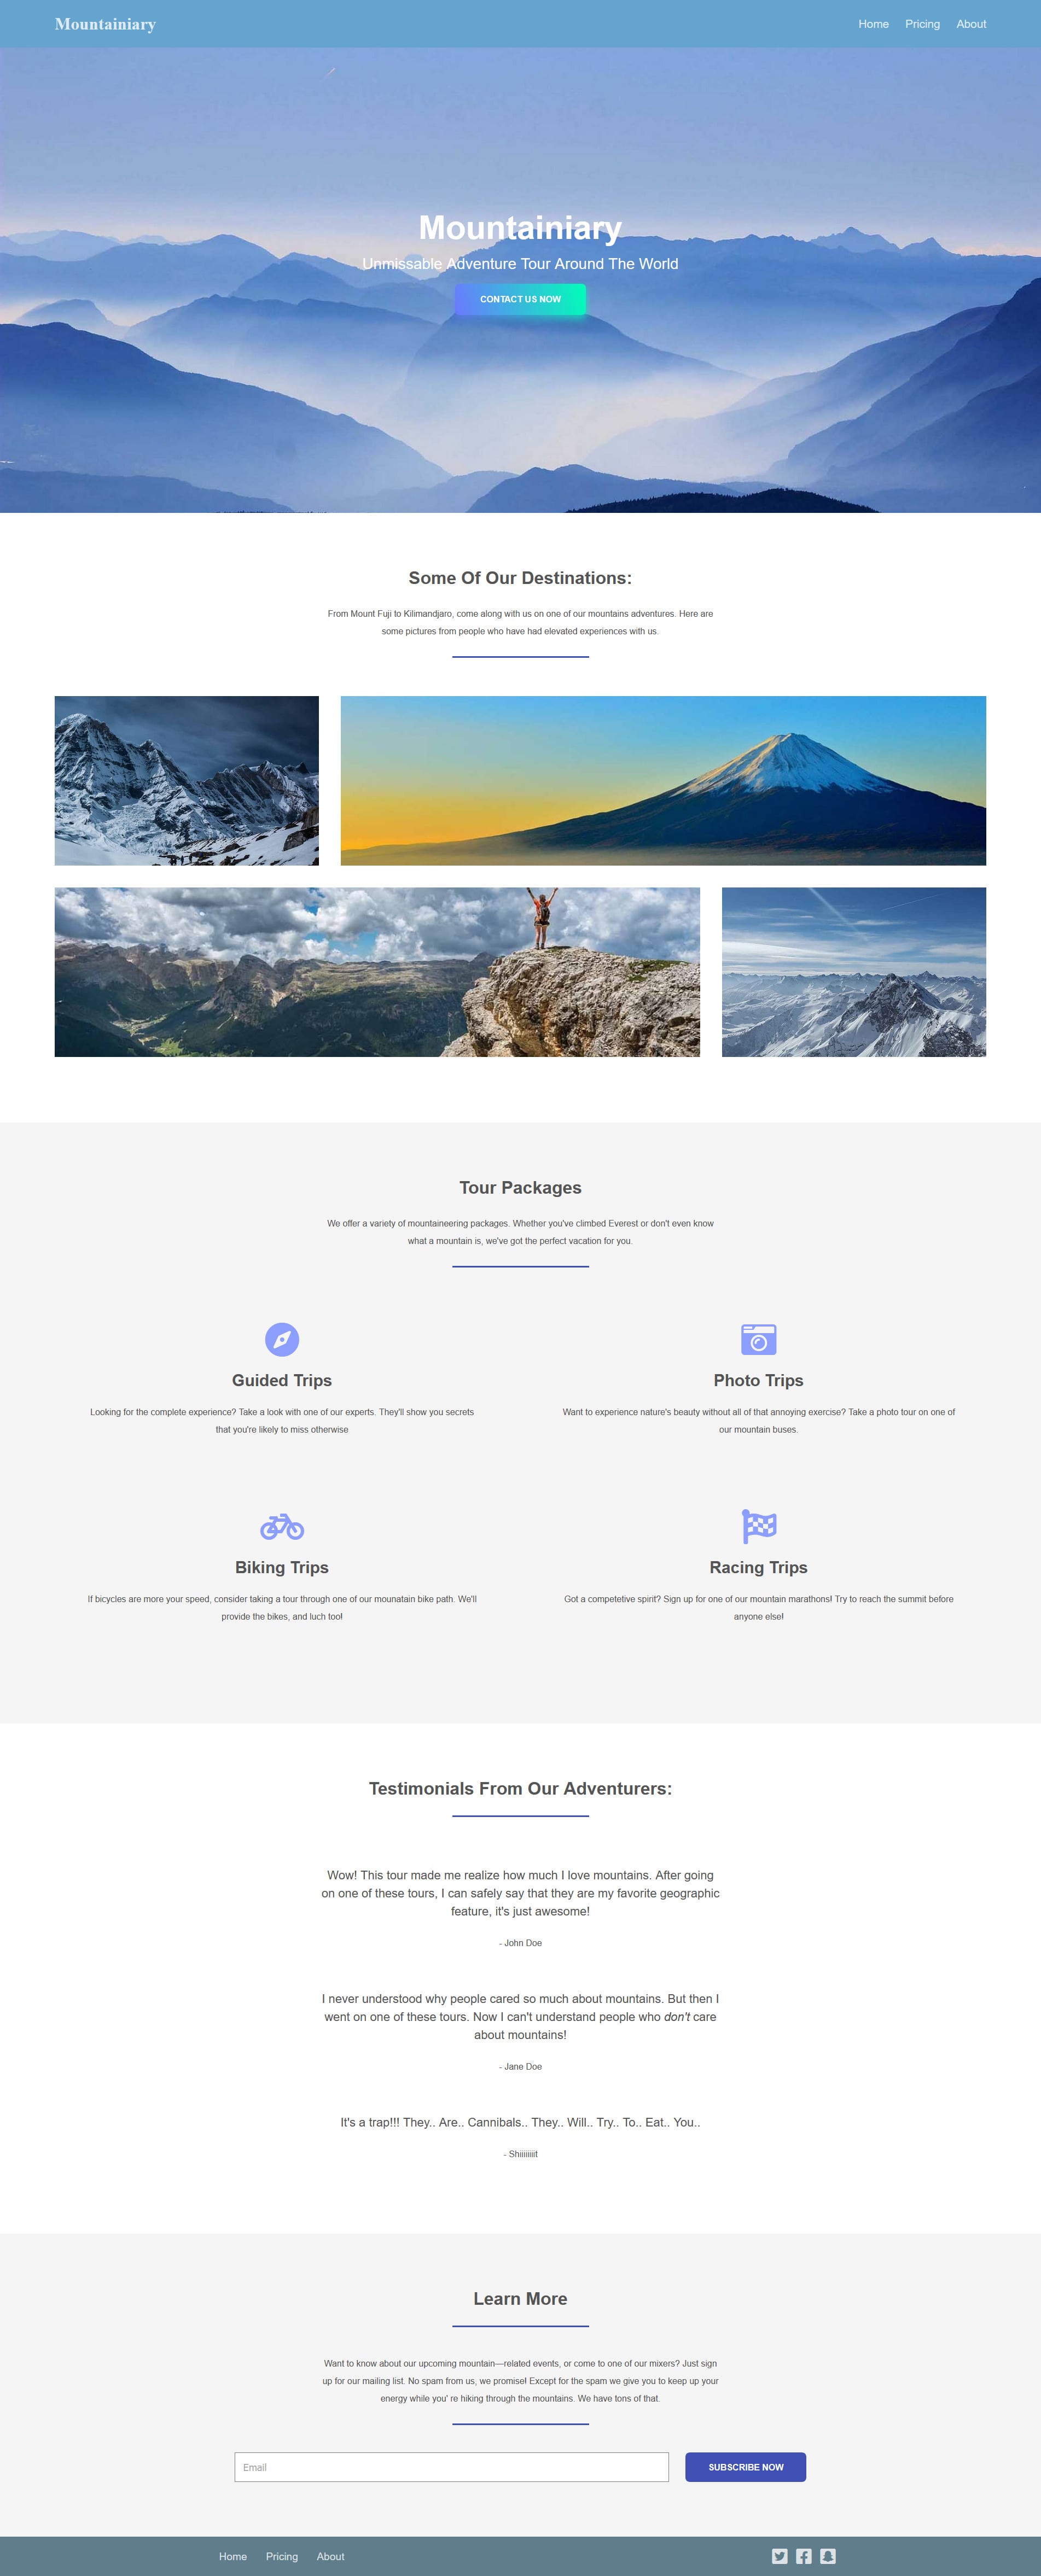 Mountainiary
Home Pricing About
Mountainiary
Unmissable Adventure Tour Around The World
CONTACT US NOW
Some Of Our Destinations:
From Mount Fuji to Kilimandjaro, come along with us on one of our mountains adventures. Here are
some pictures from people who have had elevated experiences with us.
Tour Packages
We offer a variety of mountaineering packages. Whether you've climbed Everest or don't even know
what a mountain is, we've got the perfect vacation for you.
Guided Trips
Looking for the complete experience? Take a look with one of our experts. They'll show you secrets
that you're likely to miss otherwise
Photo Trips
Want to experience nature's beauty without all of that annoying exercise? Take a photo tour on one of
our mountain buses.
Biking Trips
If bicycles are more your speed, consider taking a tour through one of our mounatain bike path. We'll
provide the bikes, and luch too!
Racing Trips
Got a competetive spirit? Sign up for one of our mountain marathons! Try to reach the summit before
anyone else!
Testimonials From Our Adventurers:
Wow! This tour made me realize how much I love mountains. After going
on one of these tours, I can safely say that they are my favorite geographic
feature, it's just awesome!
- John Doe
I never understood why people cared so much about mountains. But then I
went on one of these tours. Now I can't understand people who don't care
about mountains!
- Jane Doe
It's a trap!!! They.. Are.. Cannibals.. They.. Will.. Try.. To.. Eat.. You..
- Shiiiiiiiit
Learn More
Want to know about our upcoming mountain—related events, or come to one of our mixers? Just sign
up for our mailing list. No spam from us, we promise! Except for the spam we give you to keep up your
energy while you' re hiking through the mountains. We have tons of that.
Email
SUBSCRIBE NOW
Home Pricing About